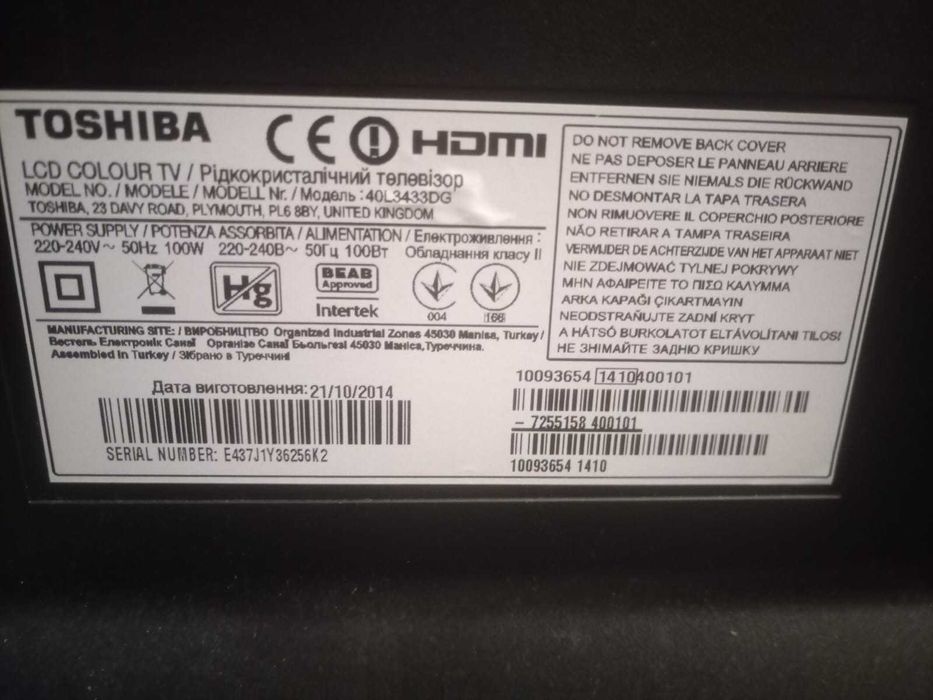 TOSHIBA
CE HDMI
LCD COLOUR TV / Рідкокристалічний телевізор
MODEL NO. / MODELE / MODELL Nr. / Модель : 40L3433DG
TOSHIBA, 23 DAVY ROAD, PLYMOUTH, PL6 8BY, UNITED KINGDOM
POWER SUPPLY / POTENZA ASSORBITA / ALIMENTATION / Електроживлення :
220-240V~ 50Hz 100W 220-240В~ 50Гц 100Вт Обладнання класу II
Hg
BEAB
Approved
Intertek
004
166
MANUFACTURING SITE: / ВИРОБНИЦТВО Organized Industrial Zones 45030 Manisa, Turkey /
Вестель Електронік Санаї Організе Санаї Бьольгезі 45030 Маніса,Туреччина.
Assembled in Turkey / Зібрано в Туреччині
Дата виготовлення: 21/10/2014
SERIAL NUMBER: E437J1Y36256K2
DO NOT REMOVE BACK COVER
NE PAS DEPOSER LE PANNEAU ARRIERE
ENTFERNEN SIE NIEMALS DIE RÜCKWAND
NO DESMONTAR LA TAPA TRASERA
NON RIMUOVERE IL COPERCHIO POSTERIORE
NÃO RETIRAR A TAMPA TRASEIRA
VERWIJDER DE ACHTERZIJDE VAN HET APPARAAT NIET
NIE ZDEJMOWAĆ TYLNEJ POKRYWY
ΜΗΝ ΑΦΑΙΡΕΙΤΕ ΤΟ ΠΙΣΩ ΚΑΛΥΜΜΑ
ARKA KAPAĞI ÇIKARTMAYIN
NEODSTRAŇUJTE ZADNÍ KRYT
A HÁTSÓ BURKOLATOT ELTÁVOLÍTANI TILOS!
НЕ ЗНІМАЙТЕ ЗАДНЮ КРИШКУ
10093654 1410400101
- 7255158 400101
10093654 1410